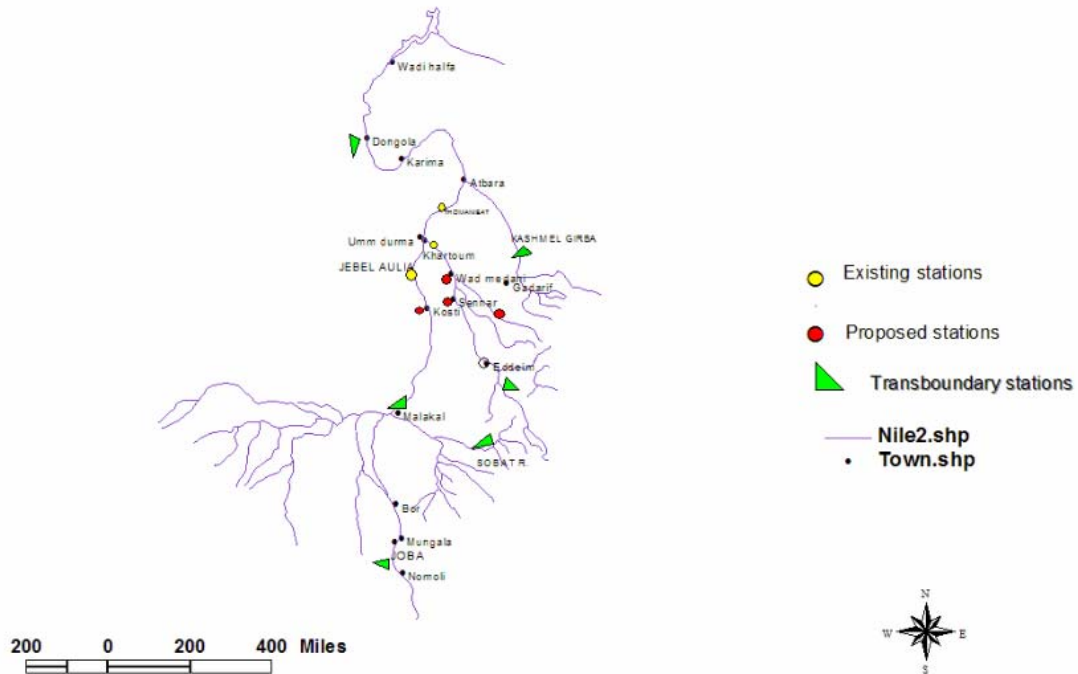 Wadi halfa
Dongola
Karima
Atbara
KASHMEL GIRBA
Umm durma
Khartoum
JEBEL AULIA
Wad medani
Gadarif
Sennar
Kosti
Edseim
Malakal
SOBAT R.
Bor
Mungala
JOBA
Nomoli
Existing stations
Proposed stations
Transboundary stations
Nile2.shp
Town.shp
N
W E
S
200 0 200 400 Miles